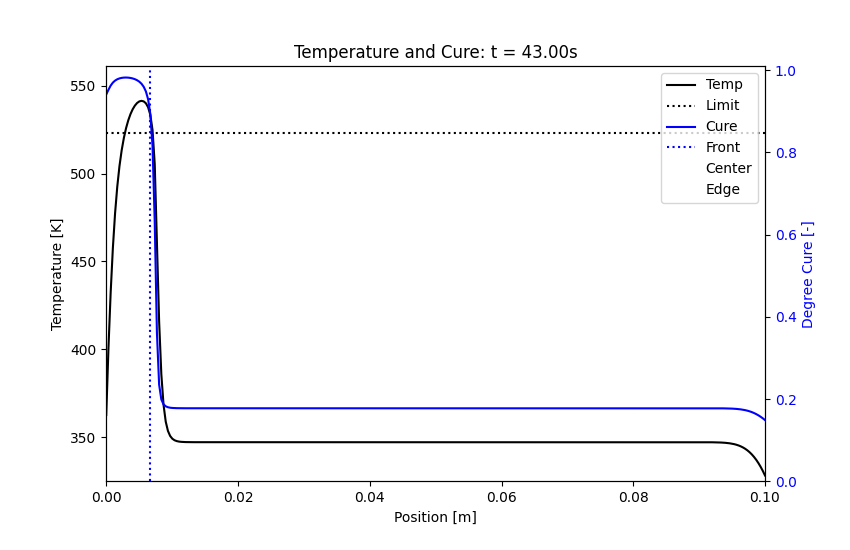 Temperature and Cure: t = 43.00s
Temperature [K]
550
500
450
400
350
Temp
Limit
Cure
Front
Center
Edge
1.0
0.8
0.6
0.4
0.2
0.0
Degree Cure [-]
0.00
0.02
0.04
0.06
0.08
0.10
Position [m]